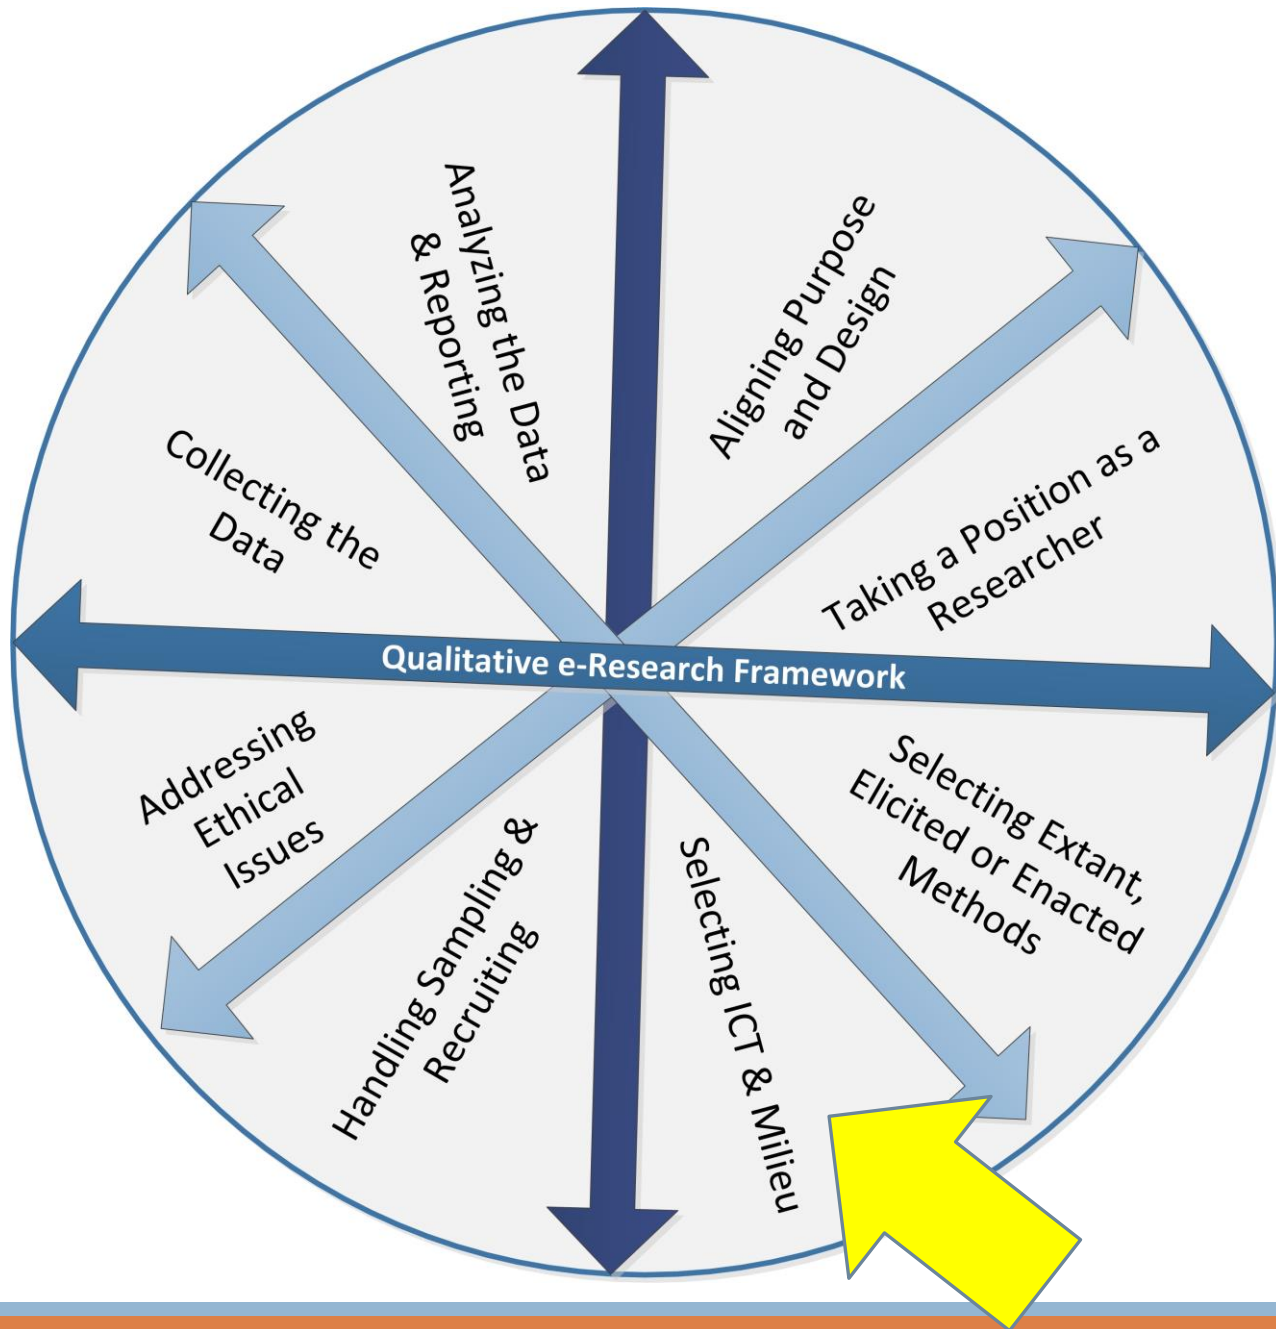 Aligning Purpose
and Design
Taking a Position as a
Researcher
Selecting Extant,
Elicited or Enacted
Methods
Selecting ICT & Milieu
Handling Sampling &
Recruiting
Addressing
Ethical
Issues
Collecting the
Data
Analyzing the Data
& Reporting
Qualitative e-Research Framework